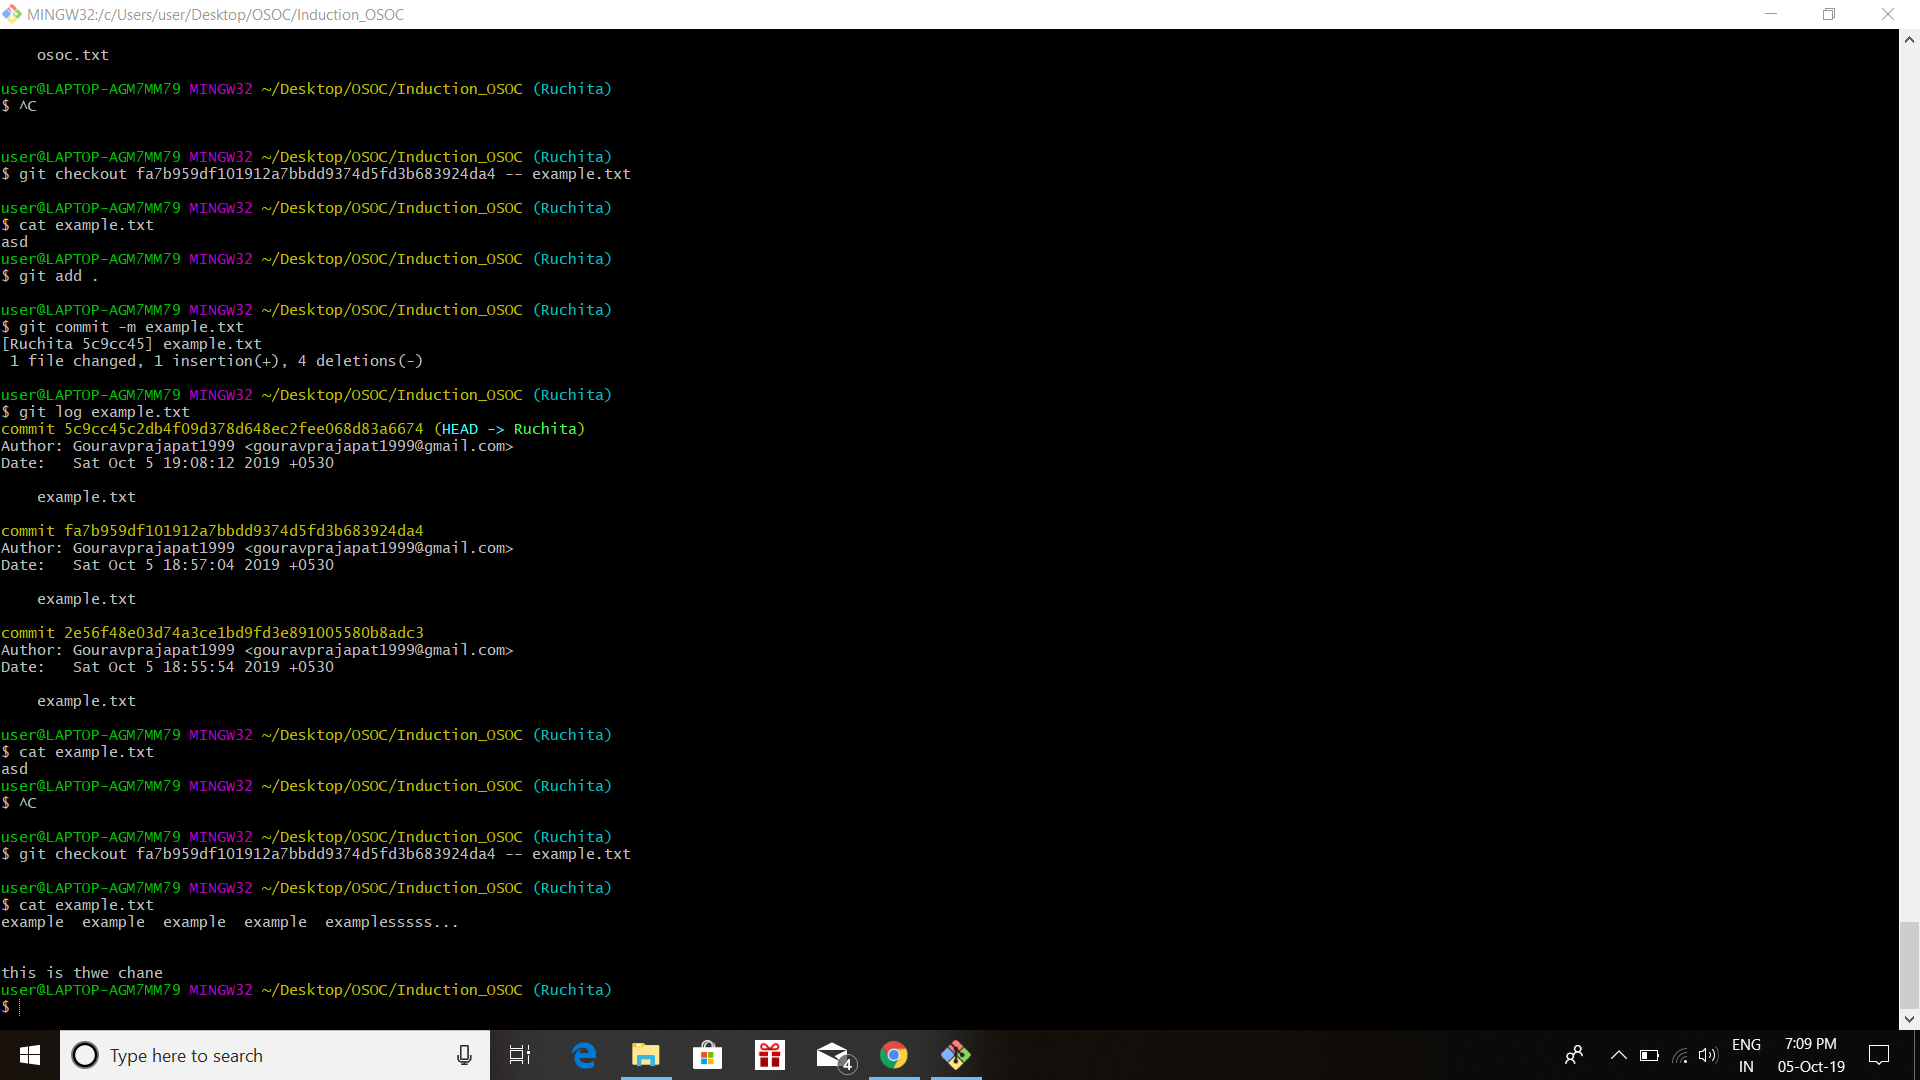 MINGW32:/c/Users/user/Desktop/OSOC/Induction_OSOC
osoc.txt
user@LAPTOP-AGM7MM79 MINGW32 ~/Desktop/OSOC/Induction_OSOC (Ruchita)
$ ^C
user@LAPTOP-AGM7MM79 MINGW32 ~/Desktop/OSOC/Induction_OSOC (Ruchita)
$ git checkout fa7b959df101912a7bbdd9374d5fd3b683924da4 -- example.txt
user@LAPTOP-AGM7MM79 MINGW32 ~/Desktop/OSOC/Induction_OSOC (Ruchita)
$ cat example.txt
asd
user@LAPTOP-AGM7MM79 MINGW32 ~/Desktop/OSOC/Induction_OSOC (Ruchita)
$ git add .
user@LAPTOP-AGM7MM79 MINGW32 ~/Desktop/OSOC/Induction_OSOC (Ruchita)
$ git commit -m example.txt
[Ruchita 5c9cc45] example.txt
1 file changed, 1 insertion(+), 4 deletions(-)
user@LAPTOP-AGM7MM79 MINGW32 ~/Desktop/OSOC/Induction_OSOC (Ruchita)
$ git log example.txt
commit 5c9cc45c2db4f09d378d648ec2fee068d83a6674 (HEAD -> Ruchita)
Author: Gouravprajapat1999 <gouravprajapat1999@gmail.com>
Date:   Sat Oct 5 19:08:12 2019 +0530
example.txt
commit fa7b959df101912a7bbdd9374d5fd3b683924da4
Author: Gouravprajapat1999 <gouravprajapat1999@gmail.com>
Date:   Sat Oct 5 18:57:04 2019 +0530
example.txt
commit 2e56f48e03d74a3ce1bd9fd3e891005580b8adc3
Author: Gouravprajapat1999 <gouravprajapat1999@gmail.com>
Date:   Sat Oct 5 18:55:54 2019 +0530
example.txt
user@LAPTOP-AGM7MM79 MINGW32 ~/Desktop/OSOC/Induction_OSOC (Ruchita)
$ cat example.txt
asd
user@LAPTOP-AGM7MM79 MINGW32 ~/Desktop/OSOC/Induction_OSOC (Ruchita)
$ ^C
user@LAPTOP-AGM7MM79 MINGW32 ~/Desktop/OSOC/Induction_OSOC (Ruchita)
$ git checkout fa7b959df101912a7bbdd9374d5fd3b683924da4 -- example.txt
user@LAPTOP-AGM7MM79 MINGW32 ~/Desktop/OSOC/Induction_OSOC (Ruchita)
$ cat example.txt
example  example  example  example  examplesssss...
this is thwe chane
user@LAPTOP-AGM7MM79 MINGW32 ~/Desktop/OSOC/Induction_OSOC (Ruchita)
$
Type here to search
4
ENG
IN
7:09 PM
05-Oct-19